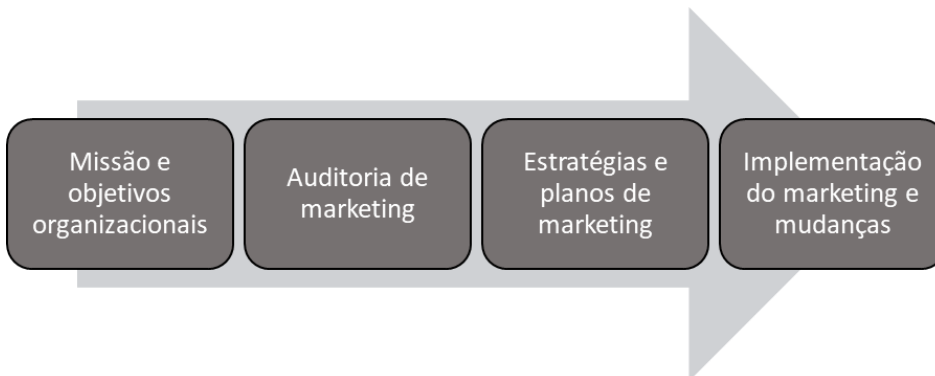 Missão e
objetivos
organizacionais
Auditoria de
marketing
Estratégias e
planos de
marketing
Implementação
do marketing e
mudanças